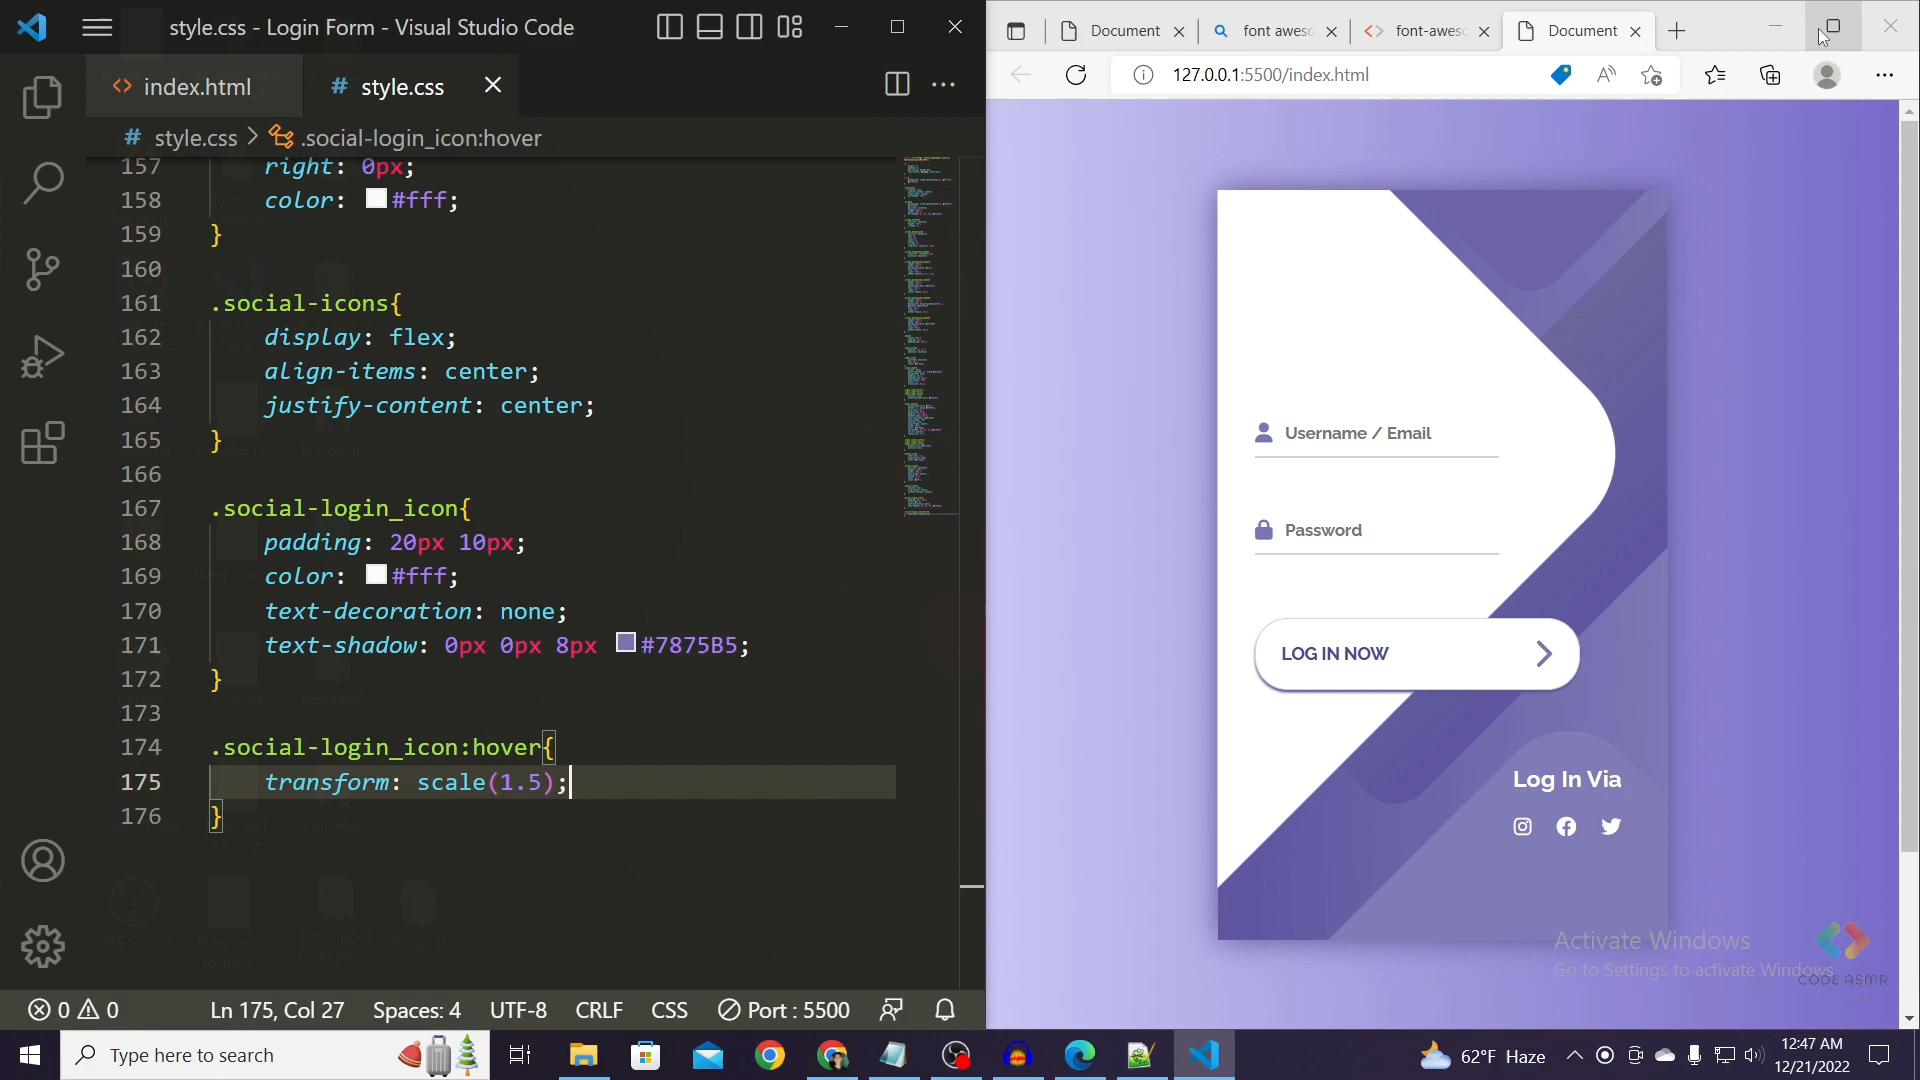 style.css - Login Form - Visual Studio Code
index.html
# style.css
# style.css > .social-login_icon:hover
157 right: 0px;
158 color: #fff;
159 }
160
161 .social-icons{
162 display: flex;
163 align-items: center;
164 justify-content: center;
165 }
166
167 .social-login_icon{
168 padding: 20px 10px;
169 color: #fff;
170 text-decoration: none;
171 text-shadow: 0px 0px 8px #7875B5;
172 }
173
174 .social-login_icon:hover{
175 transform: scale(1.5);
176 }
0 0 Ln 175, Col 27 Spaces: 4 UTF-8 CRLF CSS Port : 5500
Document
font awes
font-awes
Document
127.0.0.1:5500/index.html
Username / Email
Password
LOG IN NOW
Log In Via
Activate Windows
Go to Settings to activate Windows.
CODE ASMR
Type here to search
62°F Haze
12:47 AM
12/21/2022